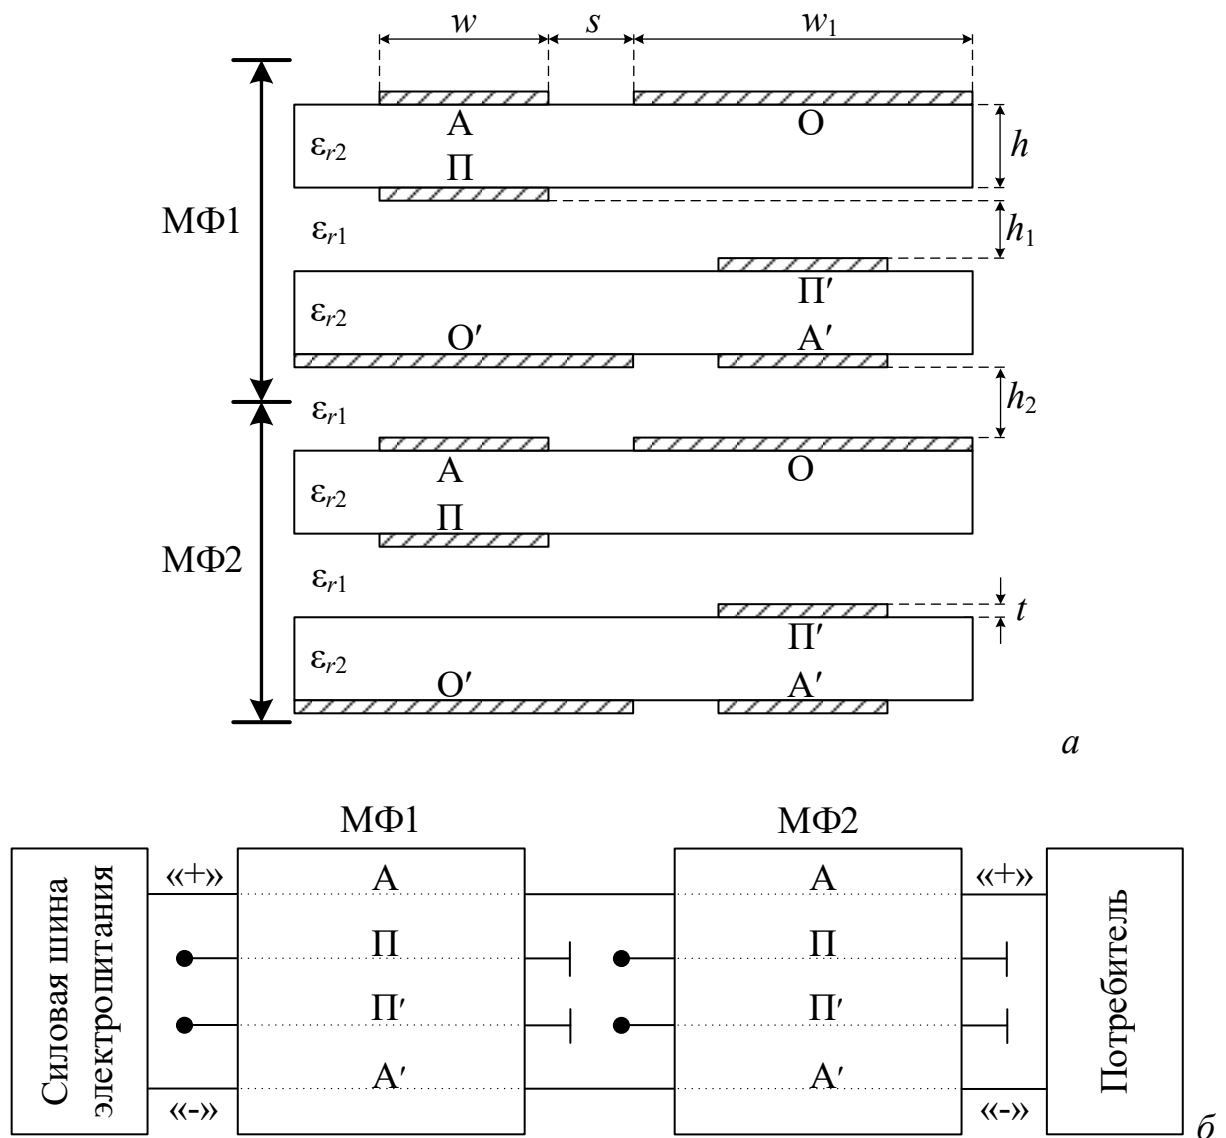 w s w₁
А О
εr2 h
П
МФ1
εr1 h₁
П′
εr2
О′ А′
εr1 h₂
А О
εr2
П
МФ2
εr1
t
П′
εr2
О′ А′
а
МФ1 МФ2
«+» А А «+»
П П
Силовая шина
электропитания
Потребитель
П′ П′
А′ А′
«-» «-»
б